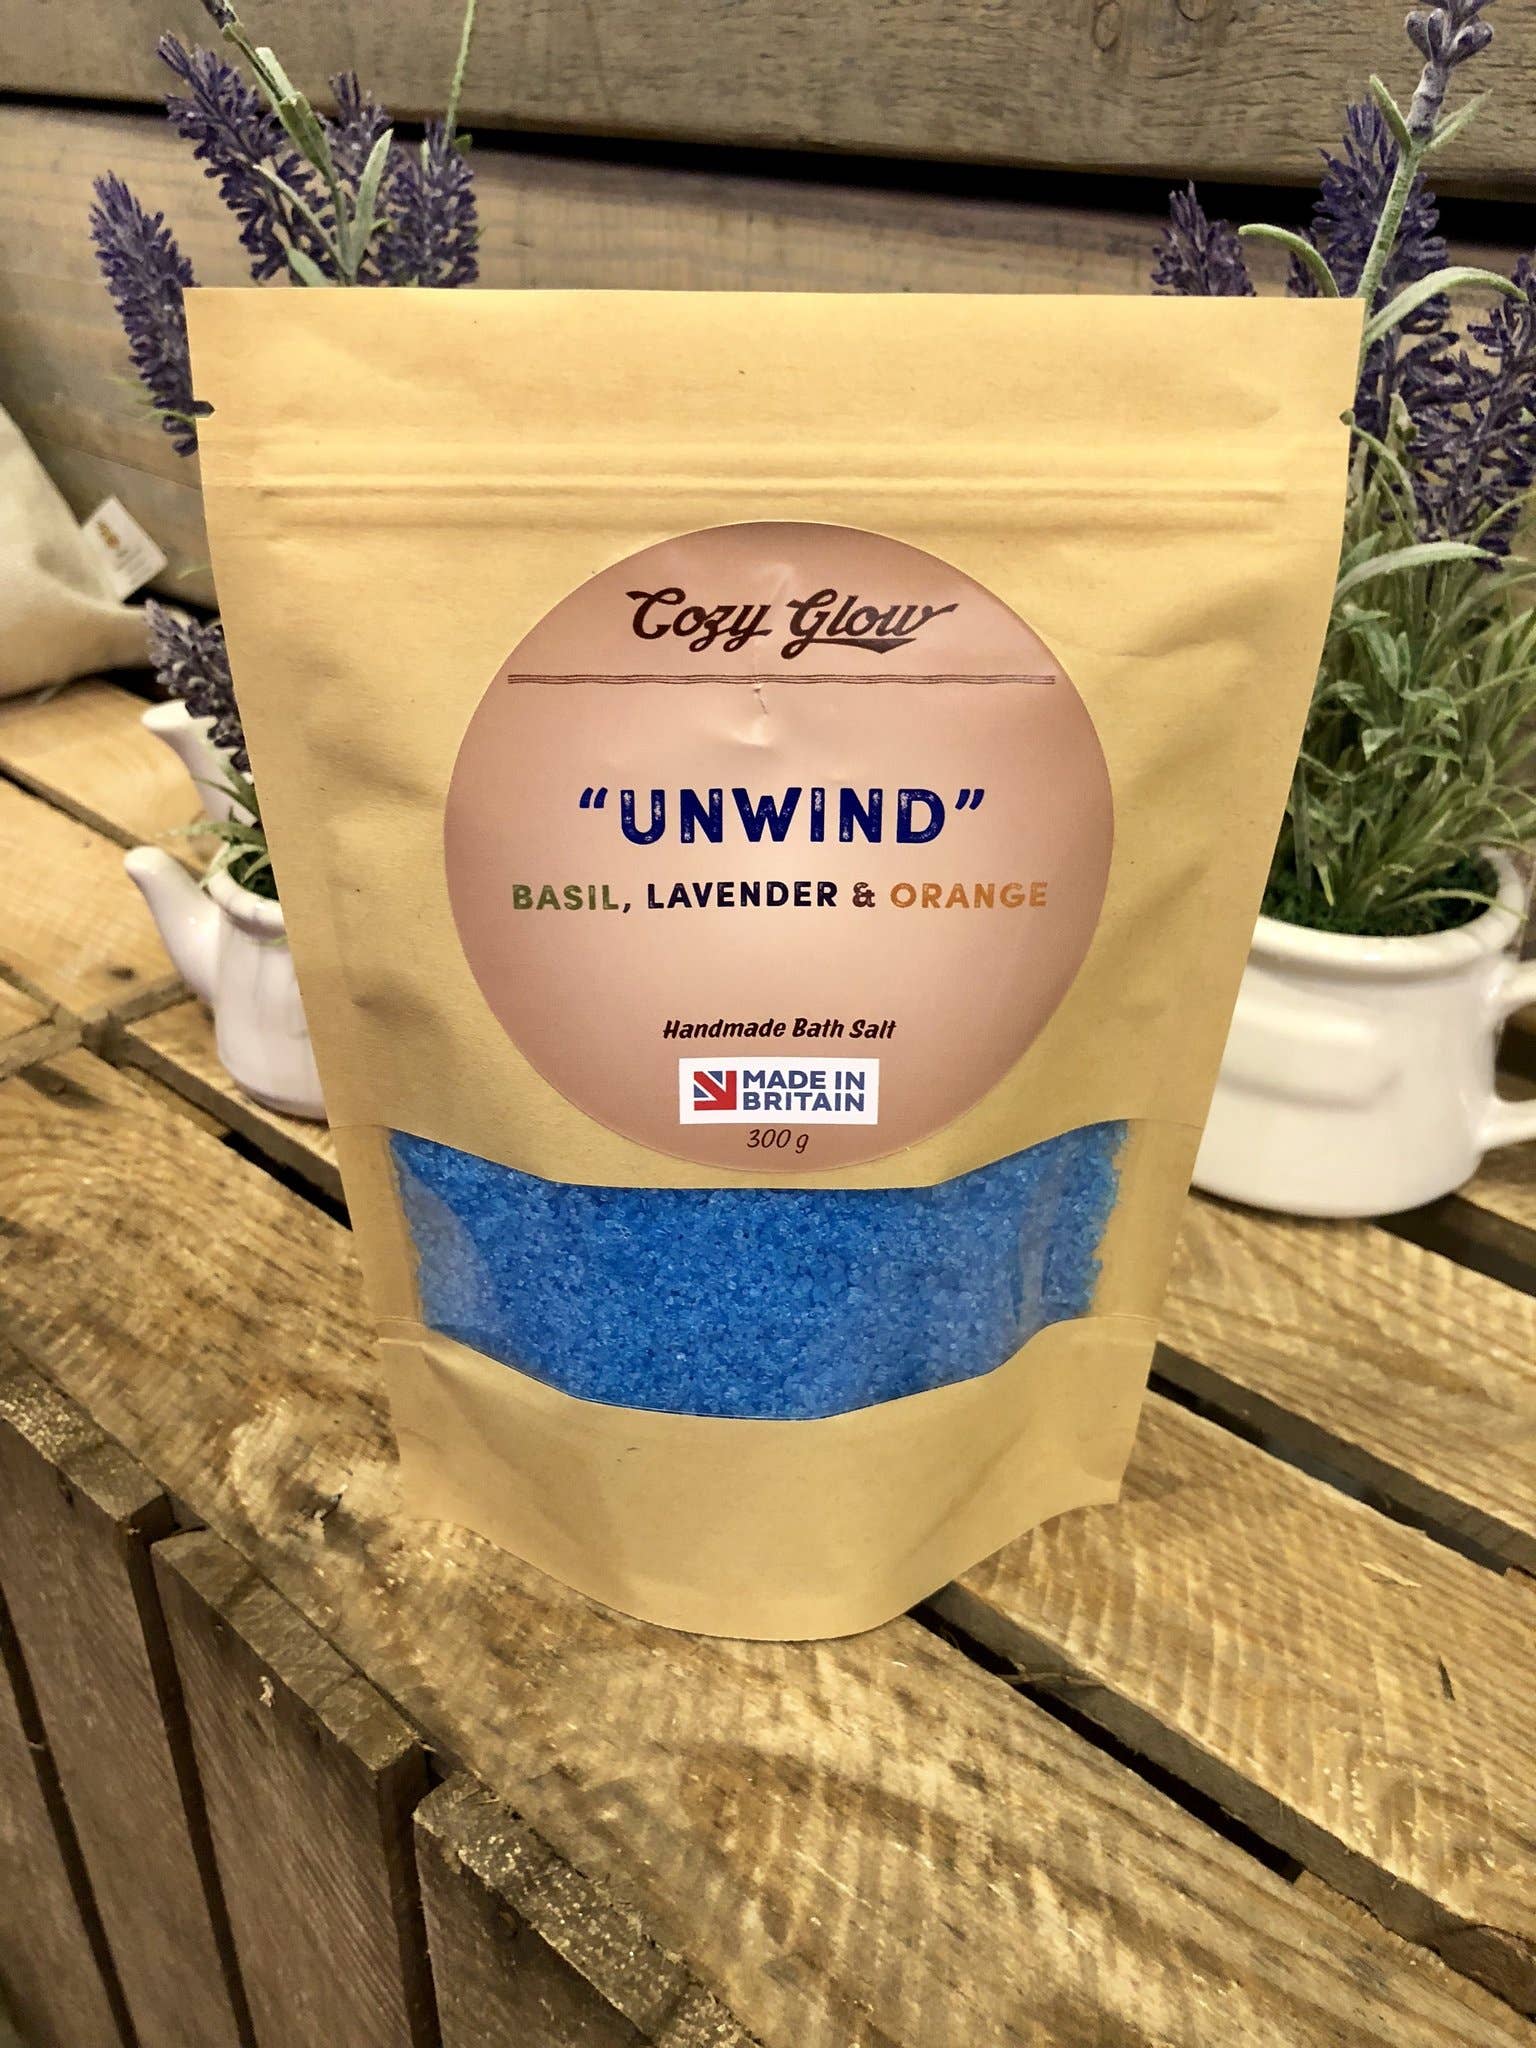 Cozy Glow
“UNWIND”
BASIL, LAVENDER & ORANGE
Handmade Bath Salt
MADE IN
BRITAIN
300 g